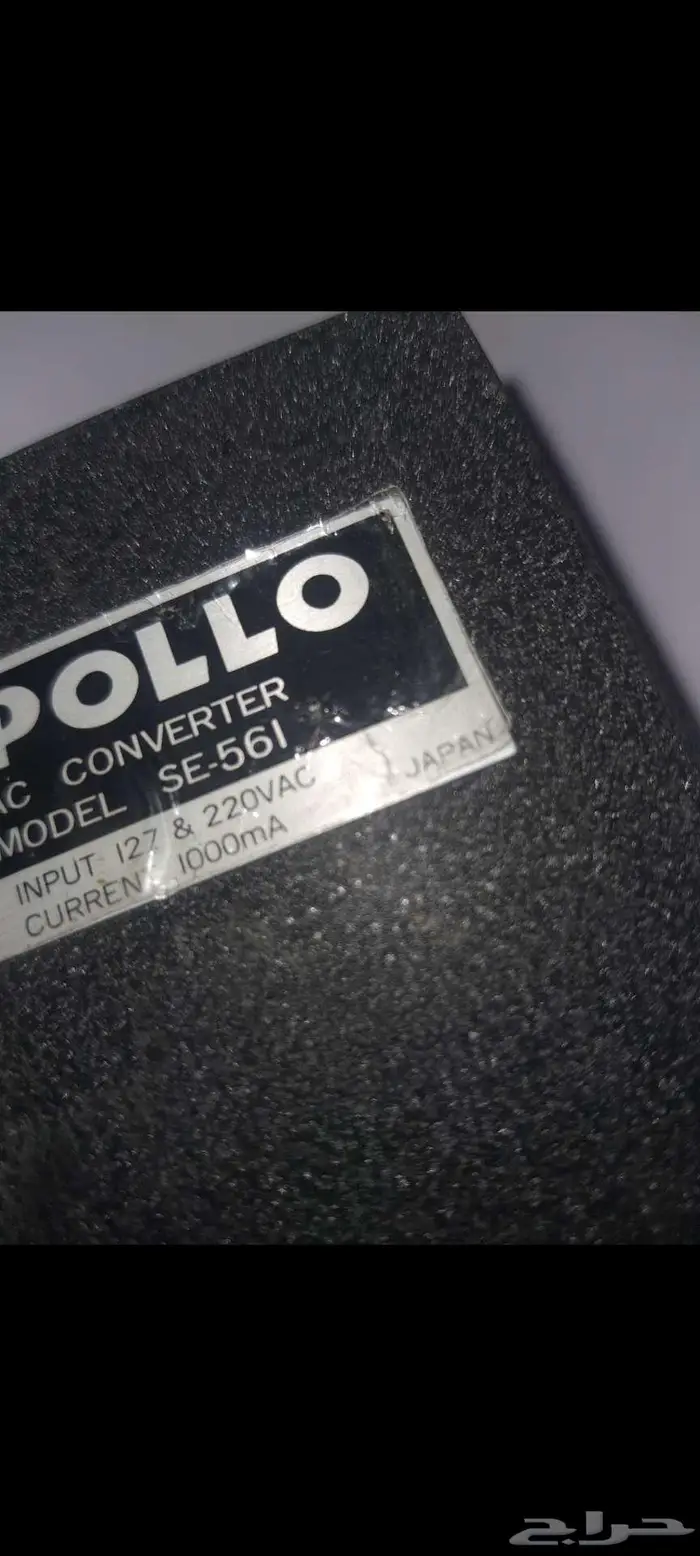 POLLO
AC CONVERTER
MODEL SE-561
INPUT 127 & 220VAC
CURRENT 1000mA
JAPAN
حراج